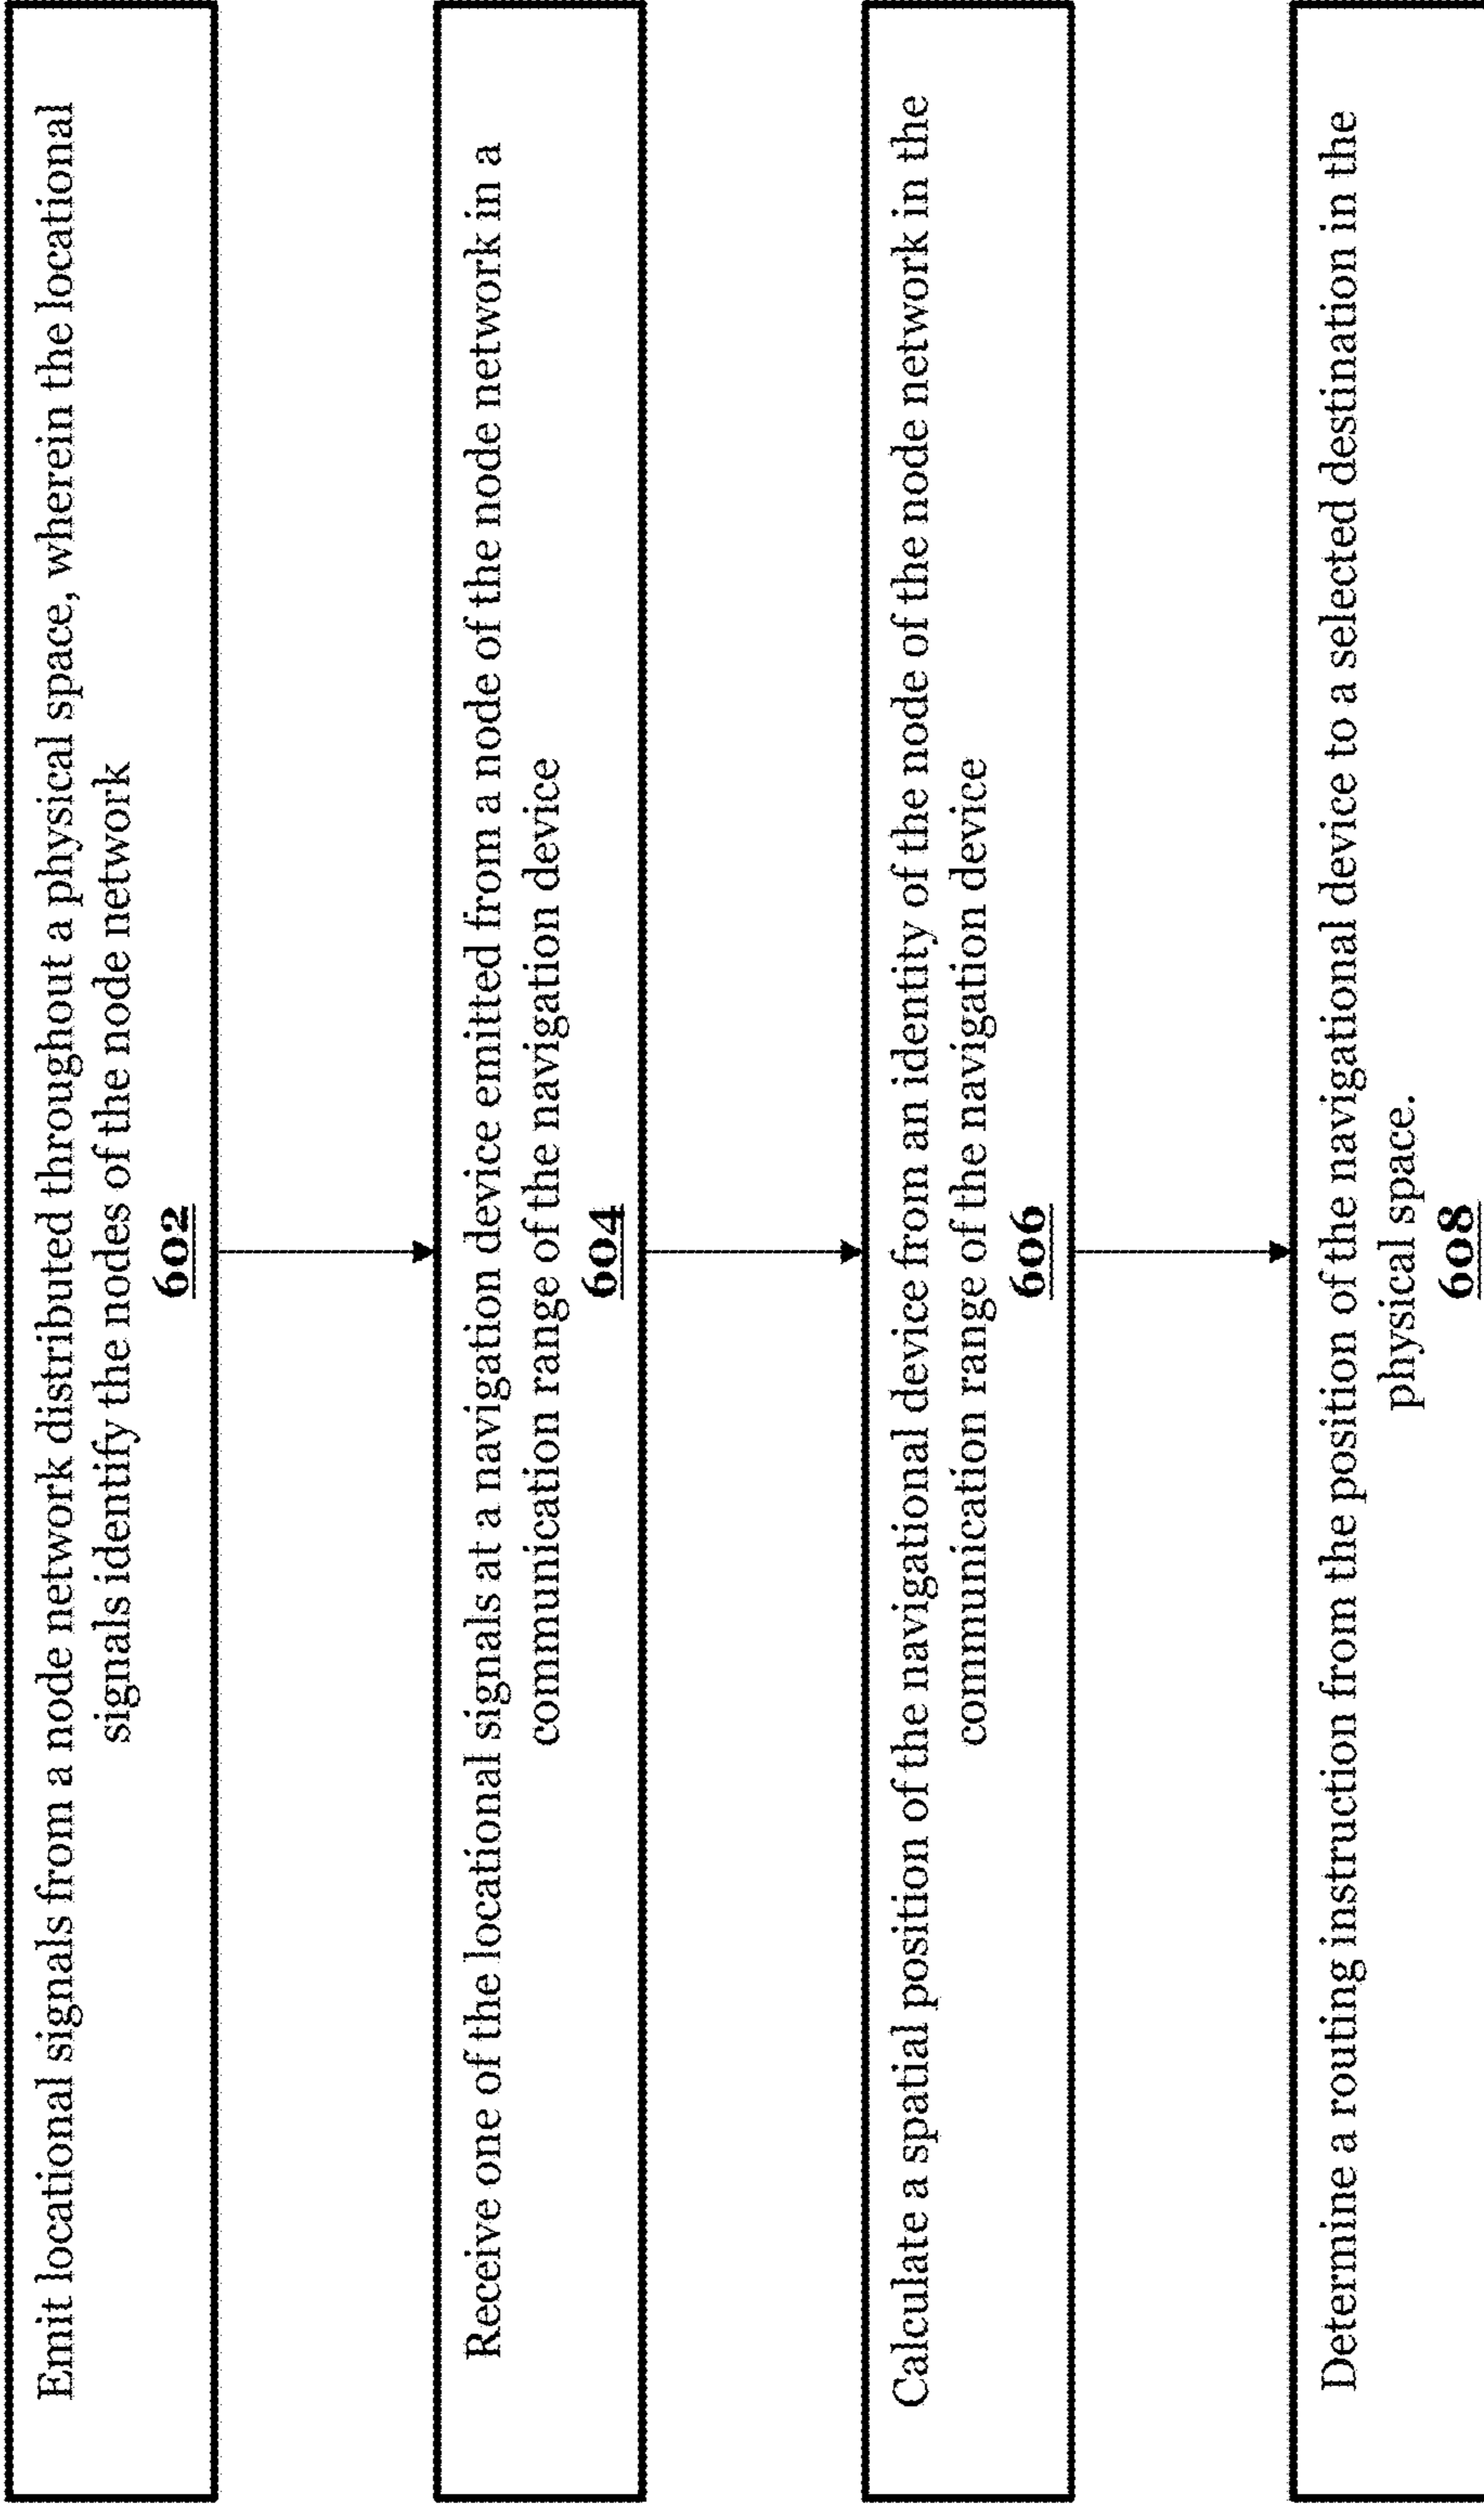 Emit locational signals from a node network distributed throughout a physical space, wherein the locational
signals identify the nodes of the node network
602
Receive one of the locational signals at a navigation device emitted from a node of the node network in a
communication range of the navigation device
604
Calculate a spatial position of the navigational device from an identity of the node of the node network in the
communication range of the navigation device
606
Determine a routing instruction from the position of the navigational device to a selected destination in the
physical space.
608